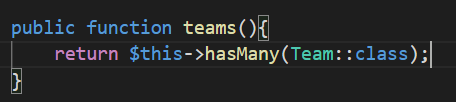 public function teams(){
    return $this->hasMany(Team::class);
}